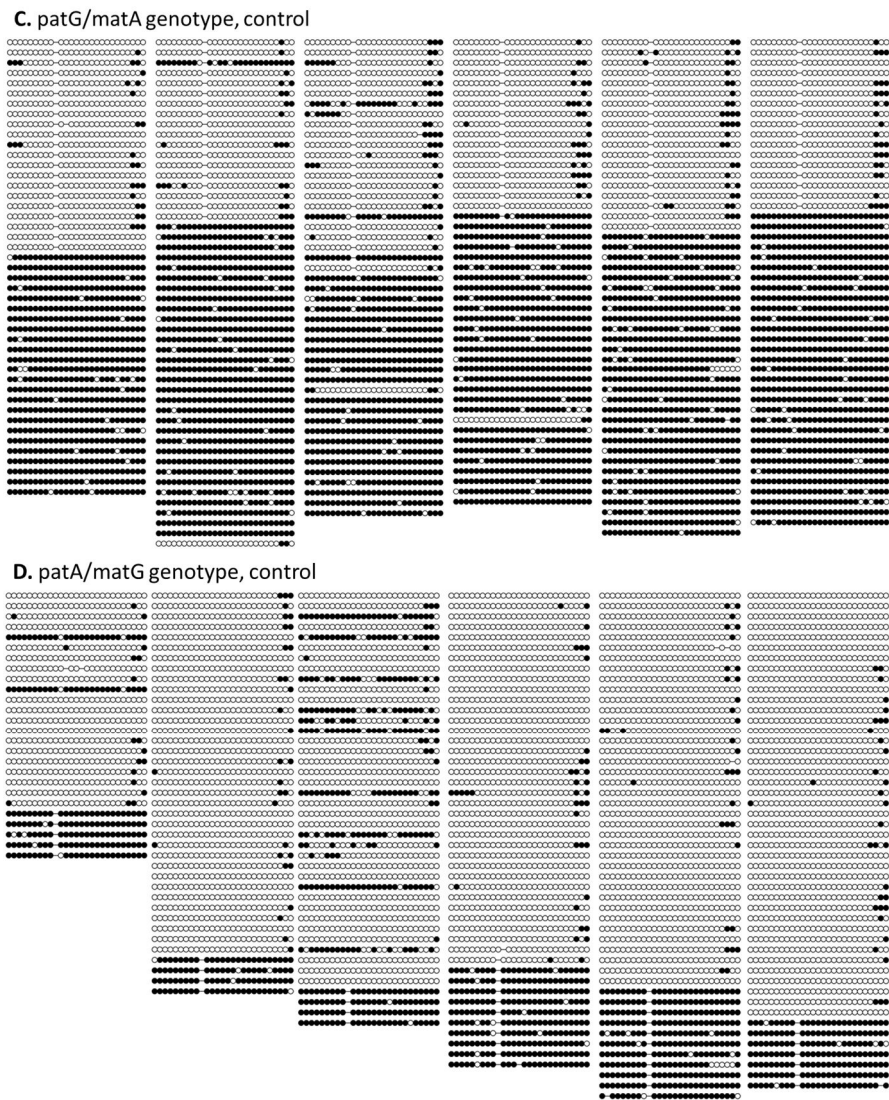 C. patG/matA genotype, control
D. patA/matG genotype, control